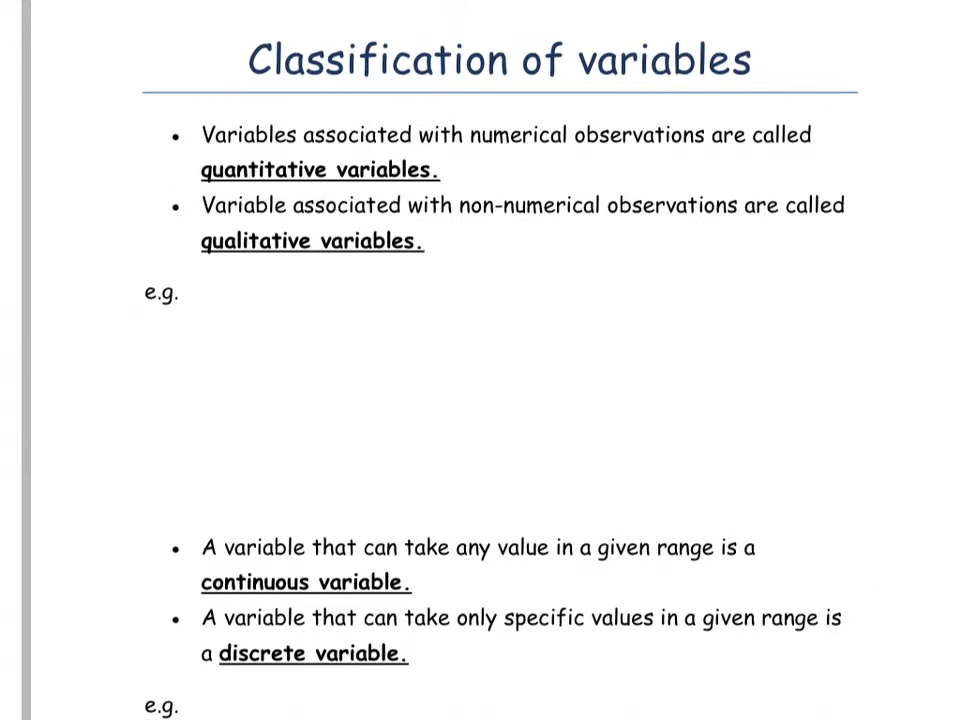 Classification of variables
• Variables associated with numerical observations are called
quantitative variables.
• Variable associated with non-numerical observations are called
qualitative variables.
e.g.
• A variable that can take any value in a given range is a
continuous variable.
• A variable that can take only specific values in a given range is
a discrete variable.
e.g.